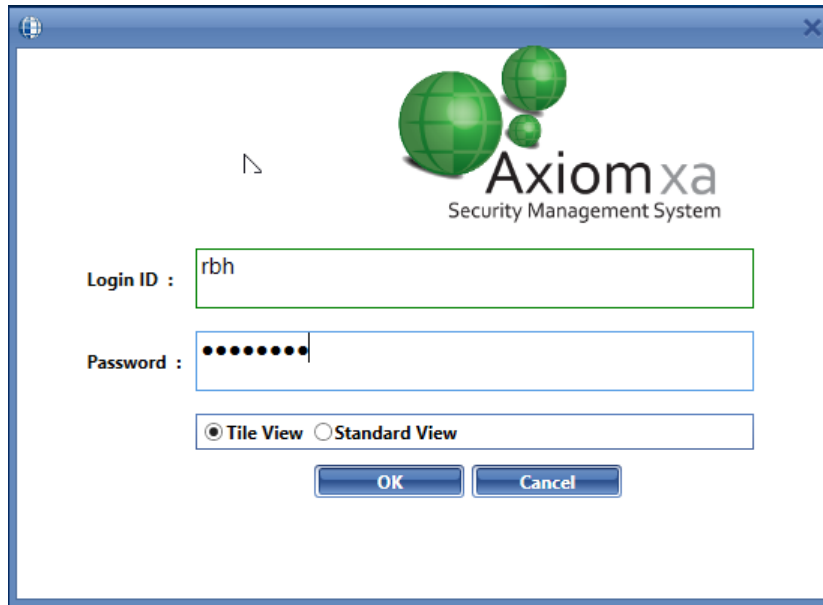 Axiom xa
Security Management System
Login ID :
rbh
Password :
●●●●●●●●
Tile View Standard View
OK Cancel